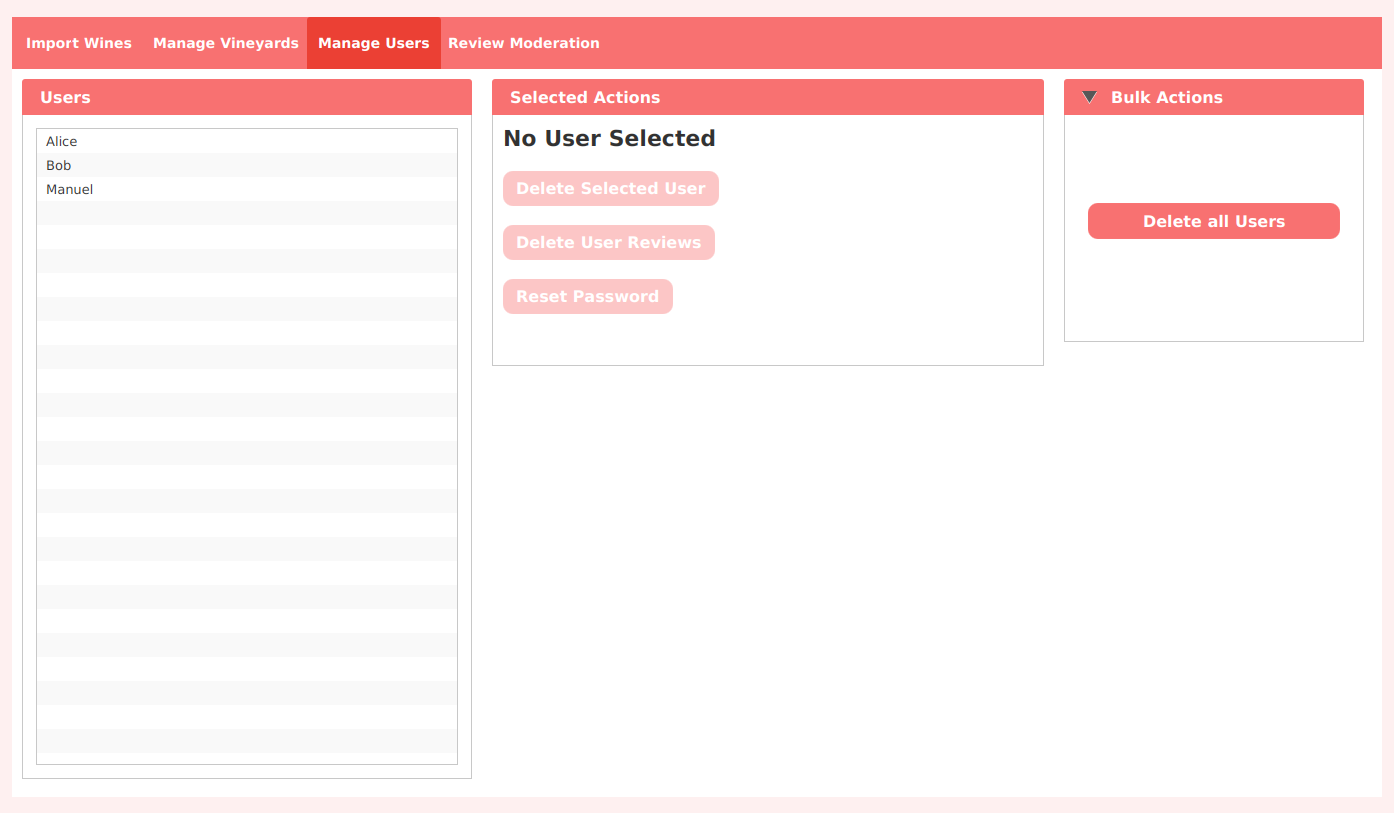 Import Wines Manage Vineyards Manage Users Review Moderation
Users
Alice
Bob
Manuel
Selected Actions
No User Selected
Delete Selected User
Delete User Reviews
Reset Password
Bulk Actions
Delete all Users